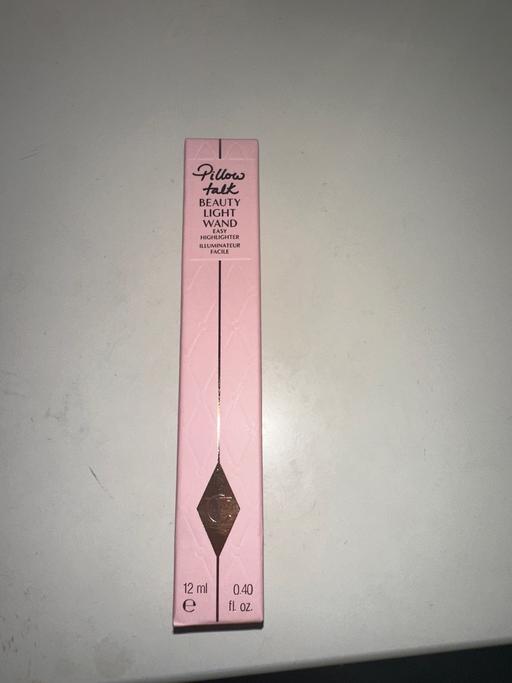 Pillow
talk
BEAUTY
LIGHT
WAND
EASY
HIGHLIGHTER
ILLUMINATEUR
FACILE
12 ml 0.40
℮ fl. oz.